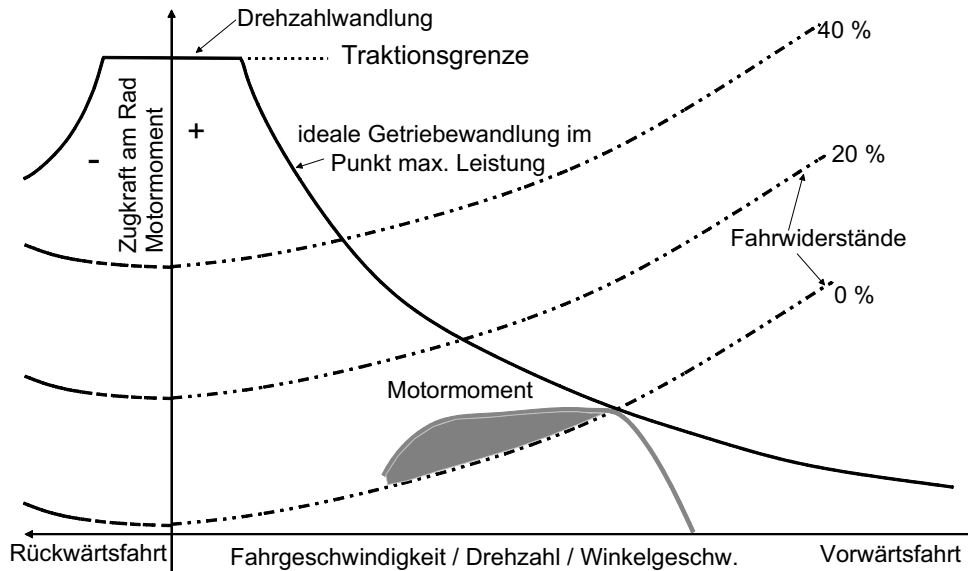 Drehzahlwandlung
40 %
Traktionsgrenze
Zugkraft am Rad
Motormoment
-
+
ideale Getriebewandlung im
Punkt max. Leistung
20 %
Fahrwiderstände
0 %
Motormoment
Rückwärtsfahrt
Fahrgeschwindigkeit / Drehzahl / Winkelgeschw.
Vorwärtsfahrt